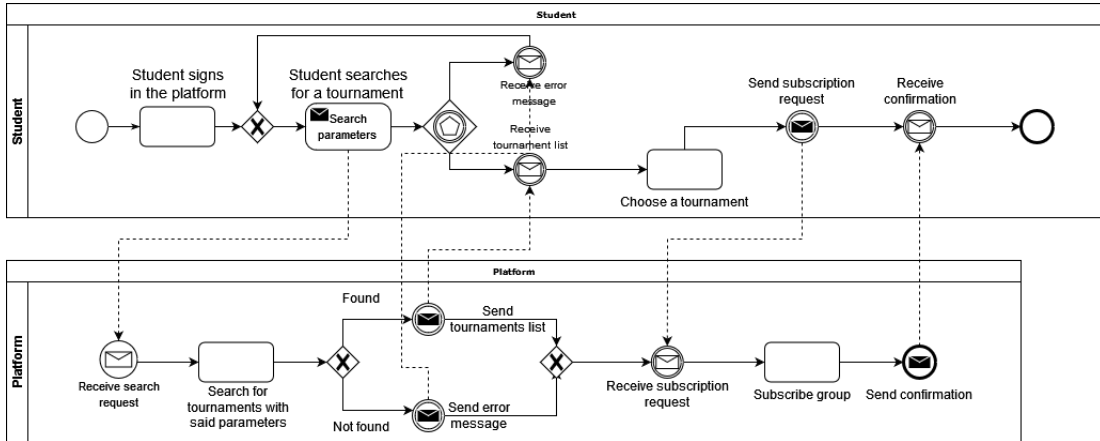 Student
Student
Student signs
in the platform
Student searches
for a tournament
Search
parameters
Receive error
message
Receive
tournament list
Choose a tournament
Send subscription
request
Receive
confirmation
Platform
Platform
Receive search
request
Search for
tournaments with
said parameters
Found
Not found
Send
tournaments list
Send error
message
Receive subscription
request
Subscribe group
Send confirmation